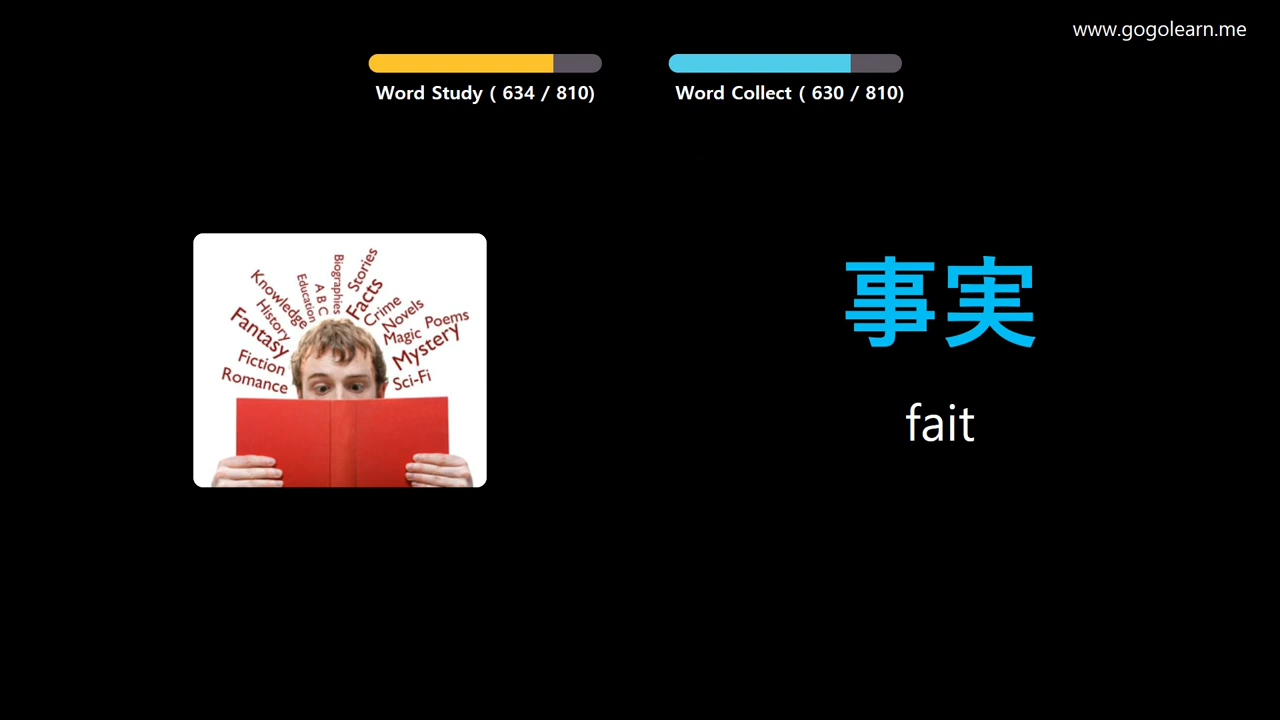 www.gogolearn.me
Word Study ( 634 / 810)
Word Collect ( 630 / 810)
Stories
Biographies
Facts
Knowledge
Education
A B C
Crime
History
Novels
Fantasy
Poems
Magic
Mystery
Fiction
Romance
Sci-Fi
事実
fait